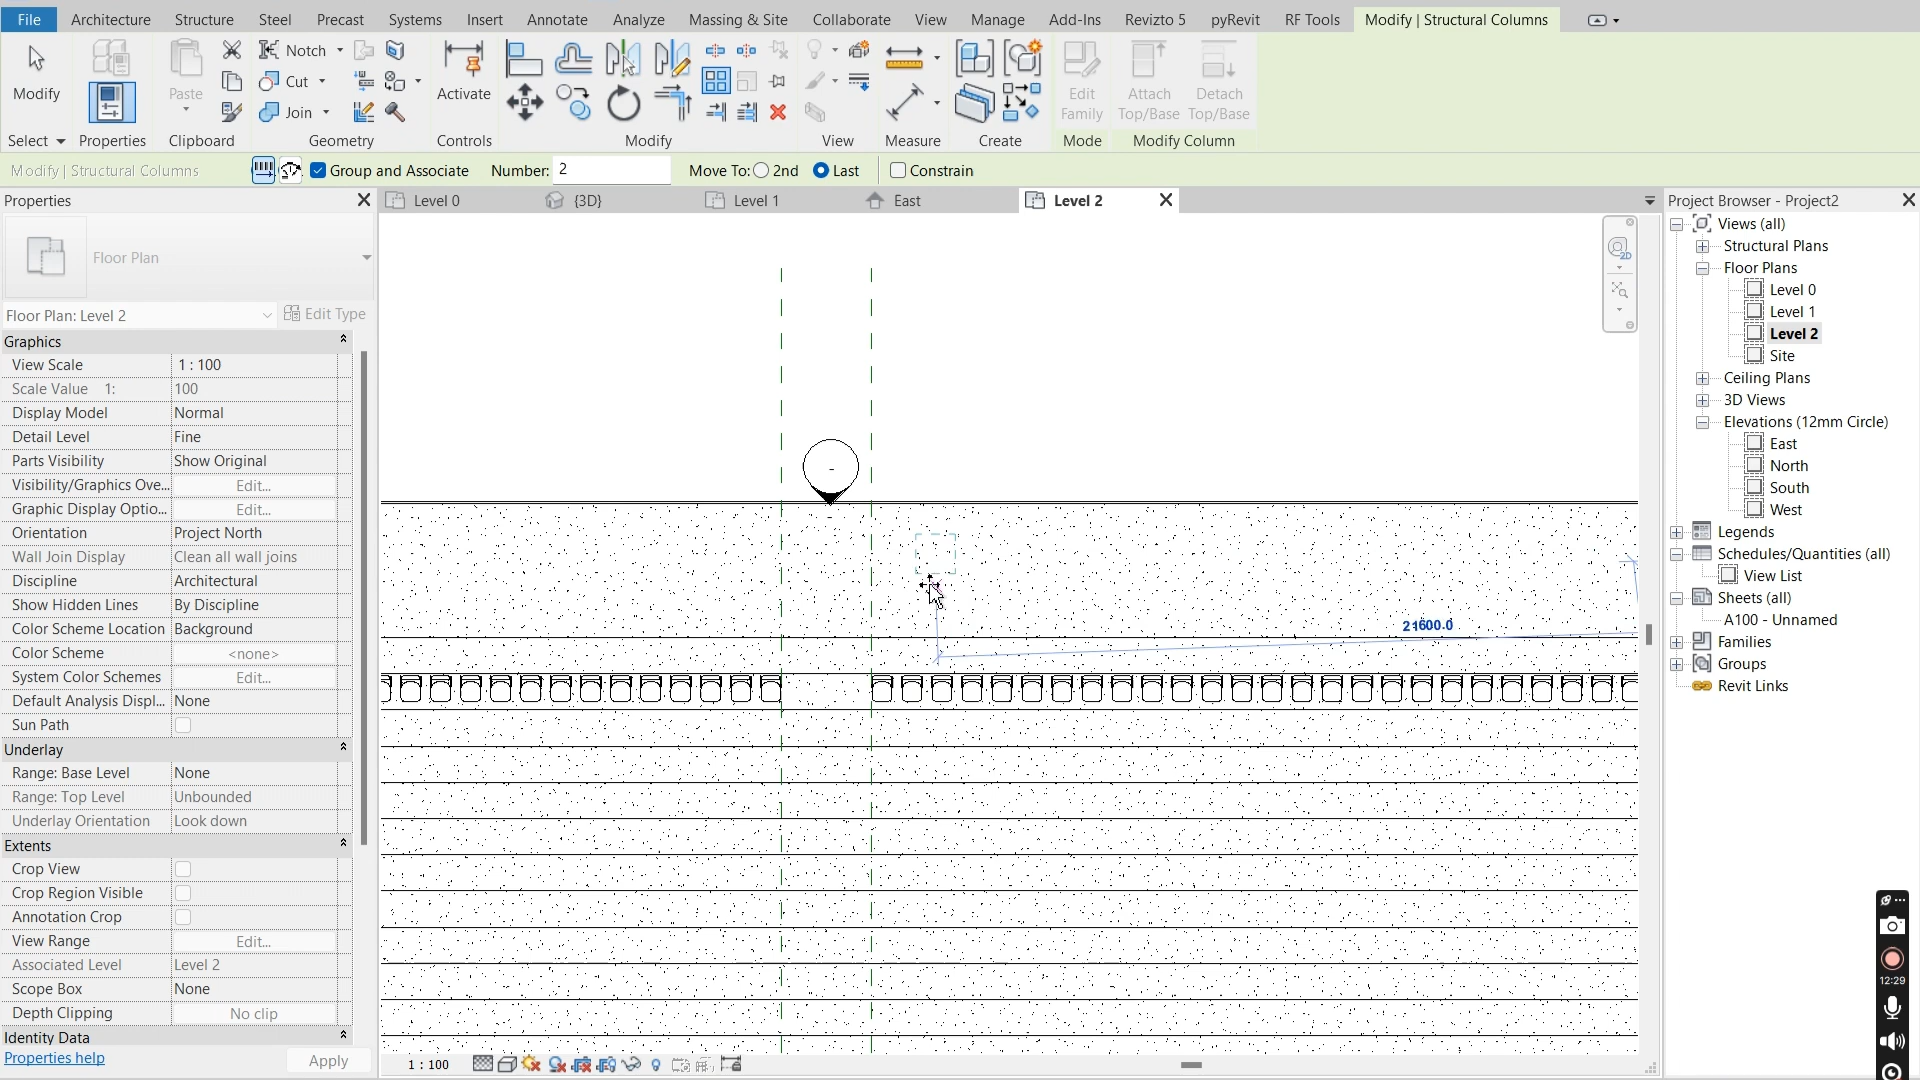 File Architecture Structure Steel Precast Systems Insert Annotate Analyze Massing & Site Collaborate View Manage Add-Ins Revizto 5 pyRevit RF Tools Modify | Structural Columns
Modify Paste Notch Cut Join Activate Edit Family Attach Top/Base Detach Top/Base
Select Properties Clipboard Geometry Controls Modify View Measure Create Mode Modify Column
Modify | Structural Columns Group and Associate Number: 2 Move To: 2nd Last Constrain
Properties
Level 0 {3D} Level 1 East Level 2
Project Browser - Project2
Floor Plan
Floor Plan: Level 2 Edit Type
Graphics
View Scale 1 : 100
Scale Value 1: 100
Display Model Normal
Detail Level Fine
Parts Visibility Show Original
Visibility/Graphics Ove... Edit...
Graphic Display Optio... Edit...
Orientation Project North
Wall Join Display Clean all wall joins
Discipline Architectural
Show Hidden Lines By Discipline
Color Scheme Location Background
Color Scheme <none>
System Color Schemes Edit...
Default Analysis Displ... None
Sun Path
Underlay
Range: Base Level None
Range: Top Level Unbounded
Underlay Orientation Look down
Extents
Crop View
Crop Region Visible
Annotation Crop
View Range Edit...
Associated Level Level 2
Scope Box None
Depth Clipping No clip
Identity Data
Properties help Apply
2D
-
21600.0
1 : 100
Views (all)
Structural Plans
Floor Plans
Level 0
Level 1
Level 2
Site
Ceiling Plans
3D Views
Elevations (12mm Circle)
East
North
South
West
Legends
Schedules/Quantities (all)
View List
Sheets (all)
A100 - Unnamed
Families
Groups
Revit Links
12:29